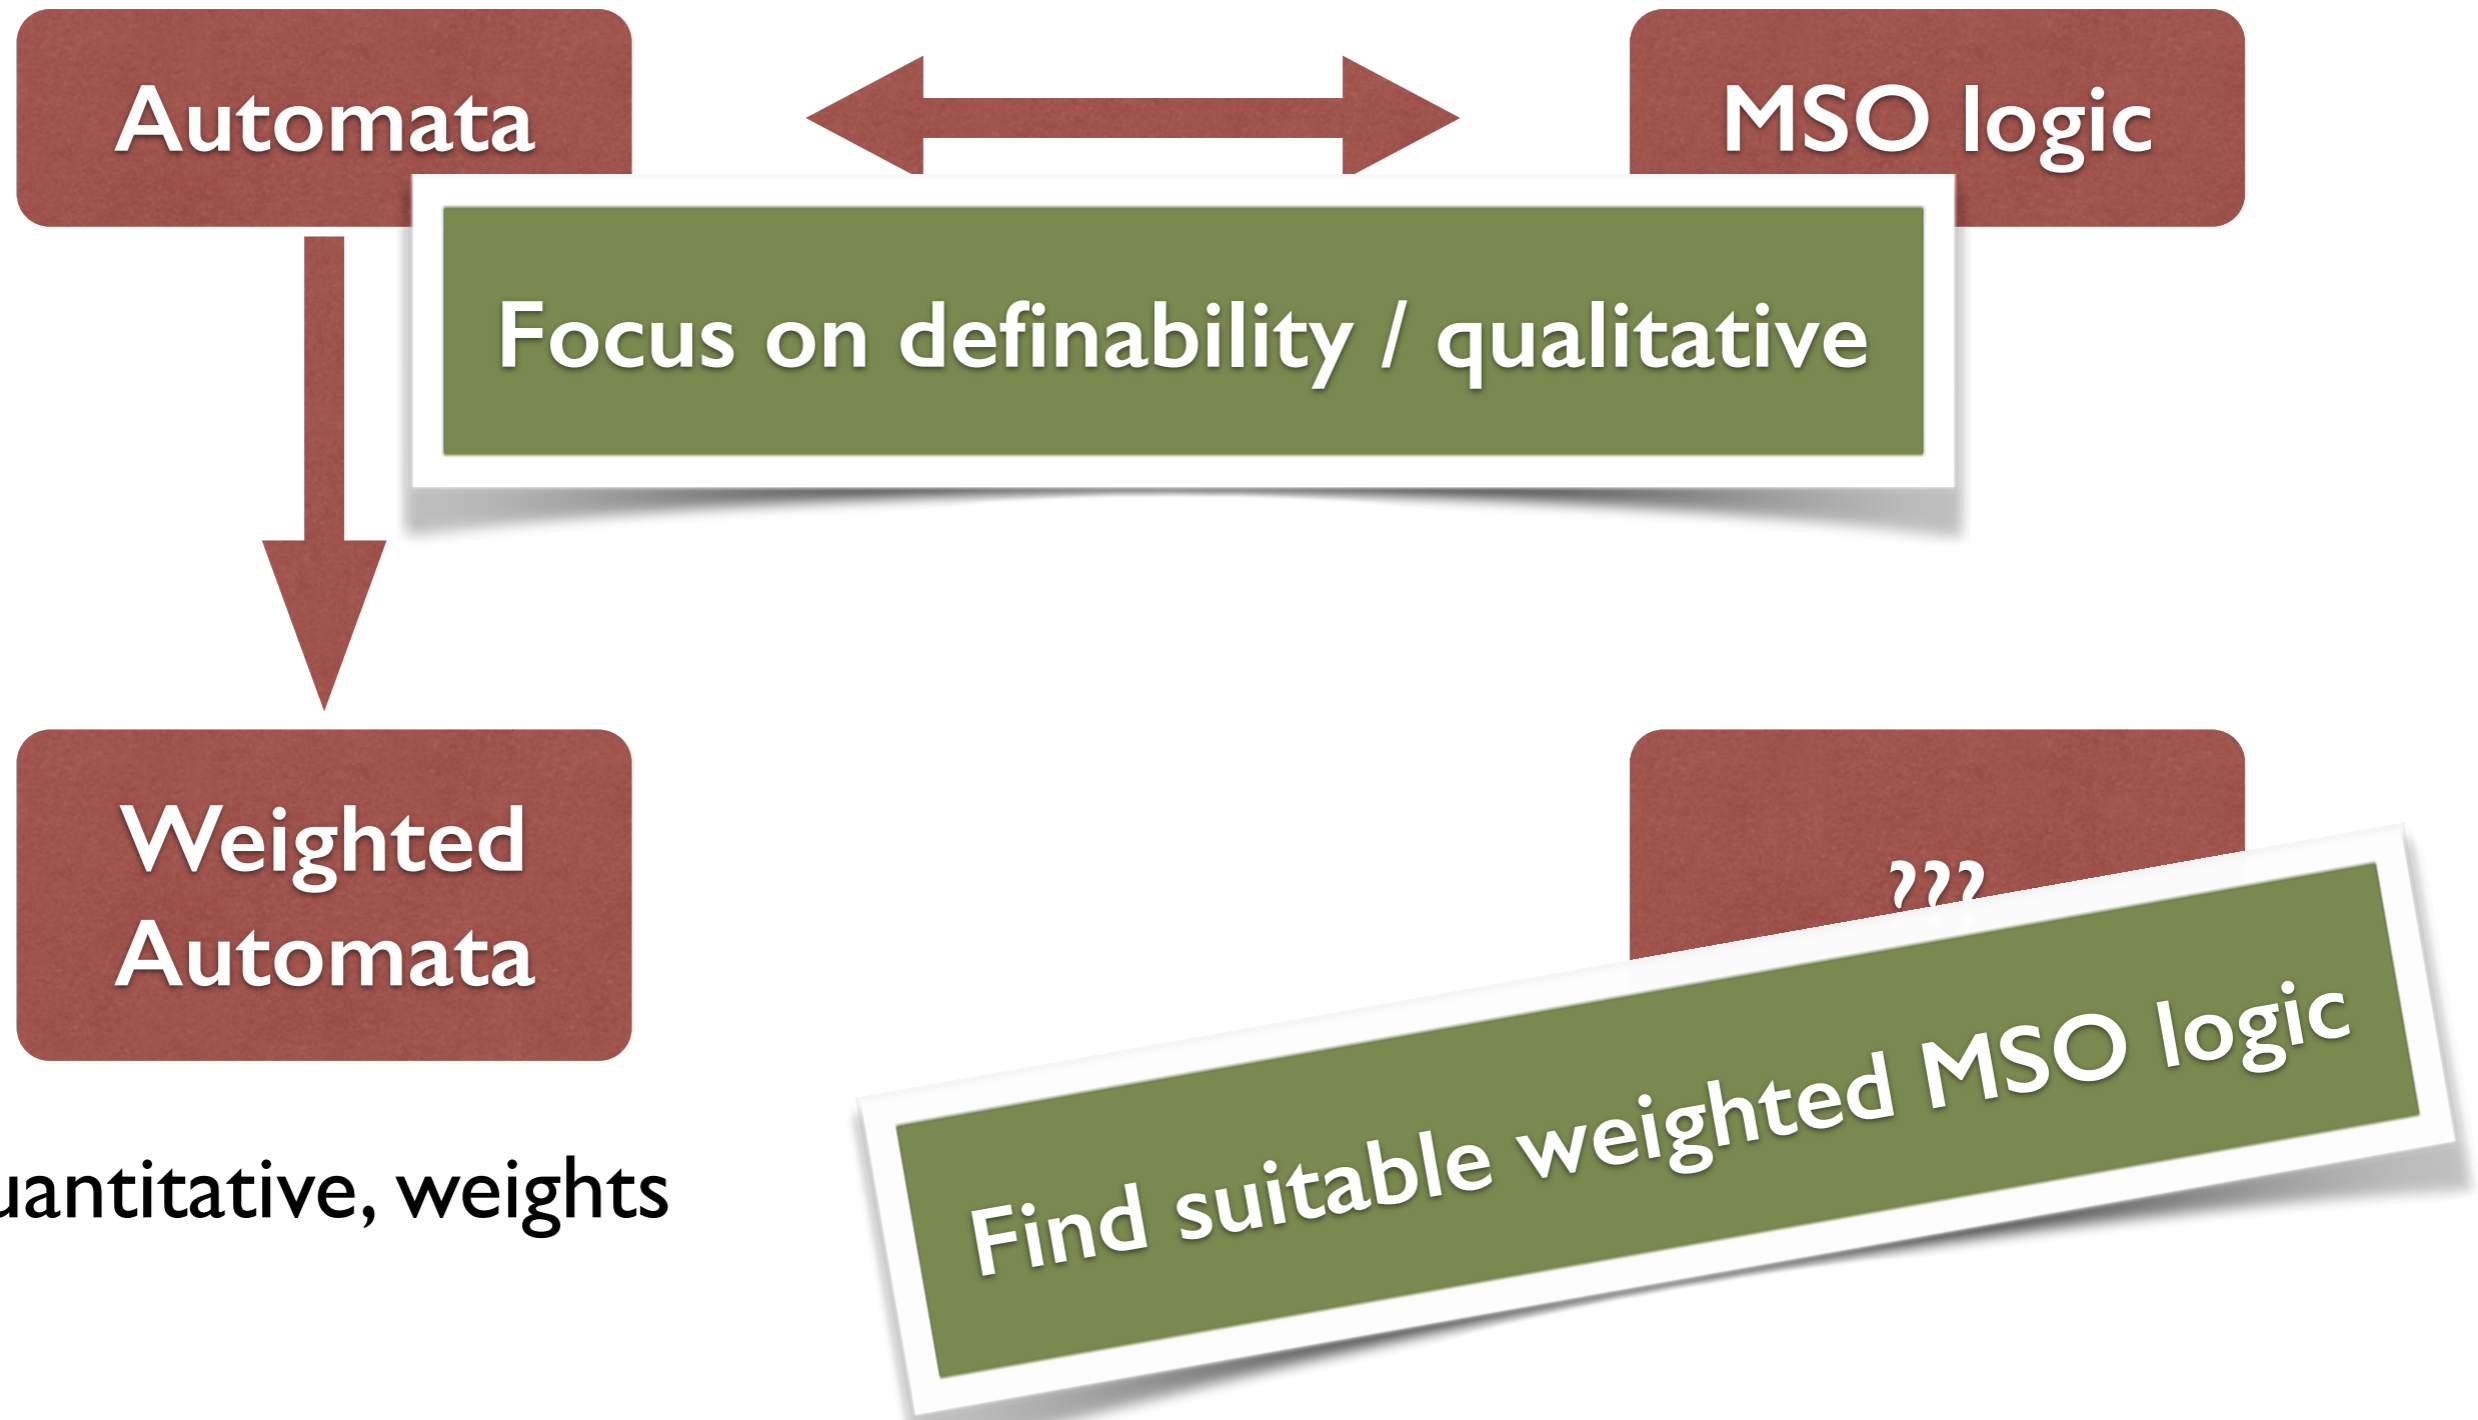 Automata
MSO logic
Focus on definability / qualitative
Weighted
Automata
???
Find suitable weighted MSO logic
uantitative, weights